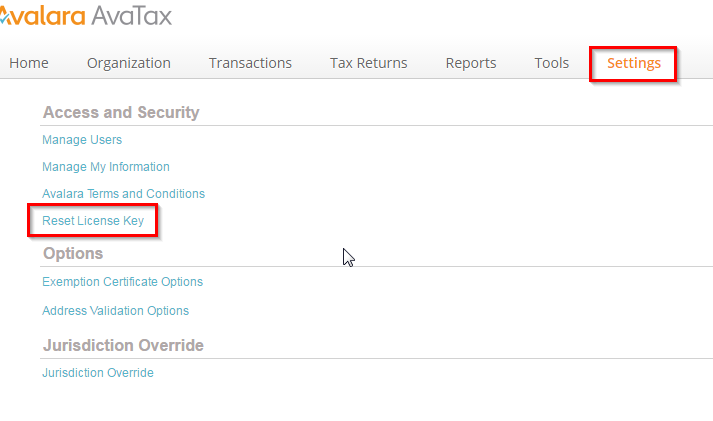 Avalara AvaTax
Home Organization Transactions Tax Returns Reports Tools Settings
Access and Security
Manage Users
Manage My Information
Avalara Terms and Conditions
Reset License Key
Options
Exemption Certificate Options
Address Validation Options
Jurisdiction Override
Jurisdiction Override